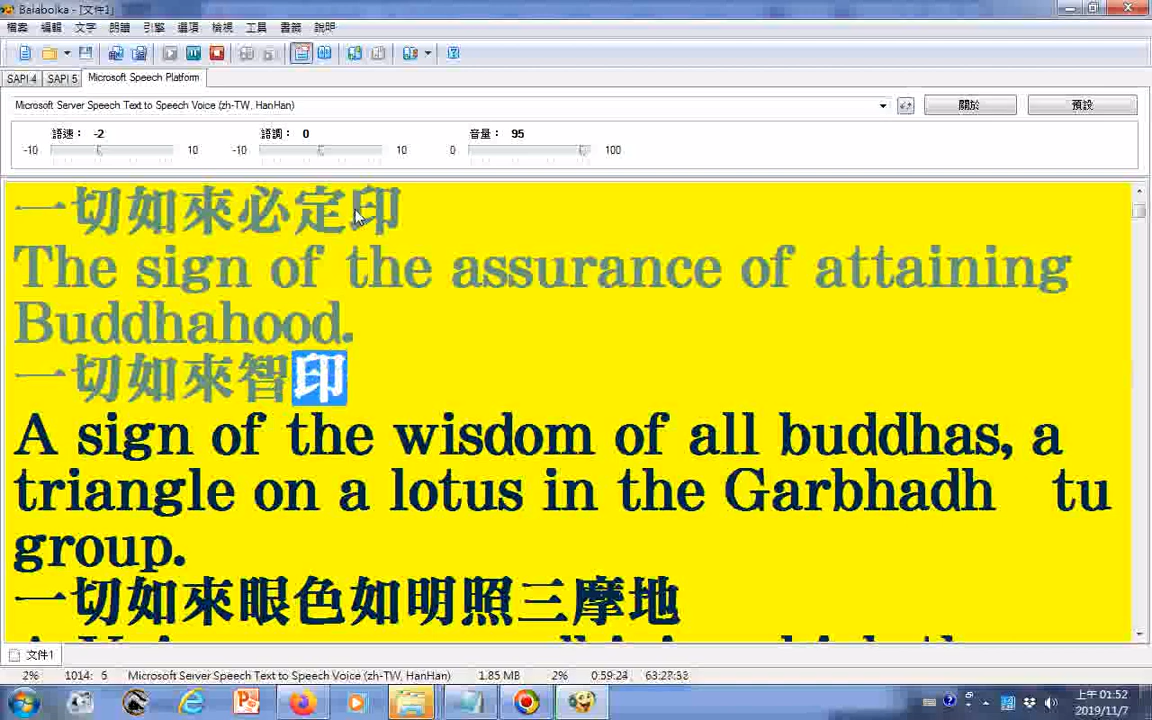 Balabolka - [文件1]
檔案 編輯 文字 朗讀 引擎 選項 檢視 工具 書籤 說明
SAPI 4 SAPI 5 Microsoft Speech Platform
Microsoft Server Speech Text to Speech Voice (zh-TW, HanHan) 關於 預設
語速： -2 語調： 0 音量： 95
-10 10 -10 10 0 100
一切如來必定印
The sign of the assurance of attaining
Buddhahood.
一切如來智印
A sign of the wisdom of all buddhas, a
triangle on a lotus in the Garbhadh tu
group.
一切如來眼色如明照三摩地
文件1
2% 1014: 5 Microsoft Server Speech Text to Speech Voice (zh-TW, HanHan) 1.85 MB 2% 0:59:24 63:27:33
上午 01:52
2019/11/7